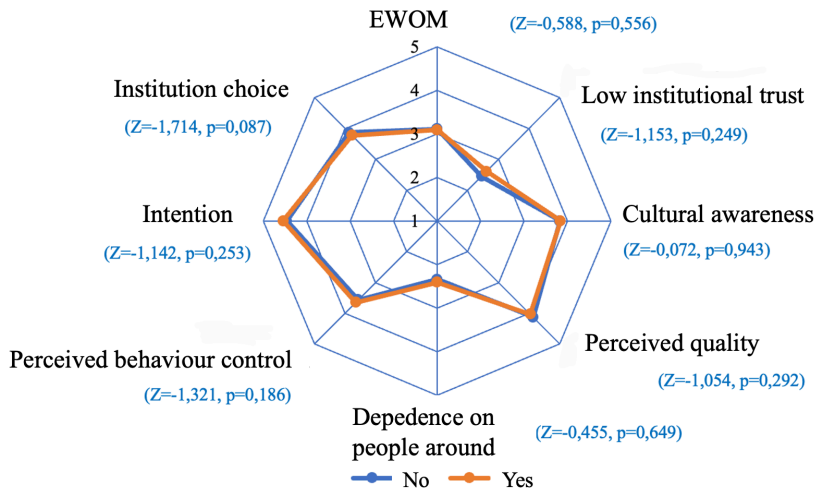 EWOM
(Z=-0,588, p=0,556)
5
4
3
2
1
Institution choice
(Z=-1,714, p=0,087)
Low institutional trust
(Z=-1,153, p=0,249)
Intention
(Z=-1,142, p=0,253)
Cultural awareness
(Z=-0,072, p=0,943)
Perceived behaviour control
(Z=-1,321, p=0,186)
Perceived quality
(Z=-1,054, p=0,292)
Depedence on
people around
(Z=-0,455, p=0,649)
No
Yes